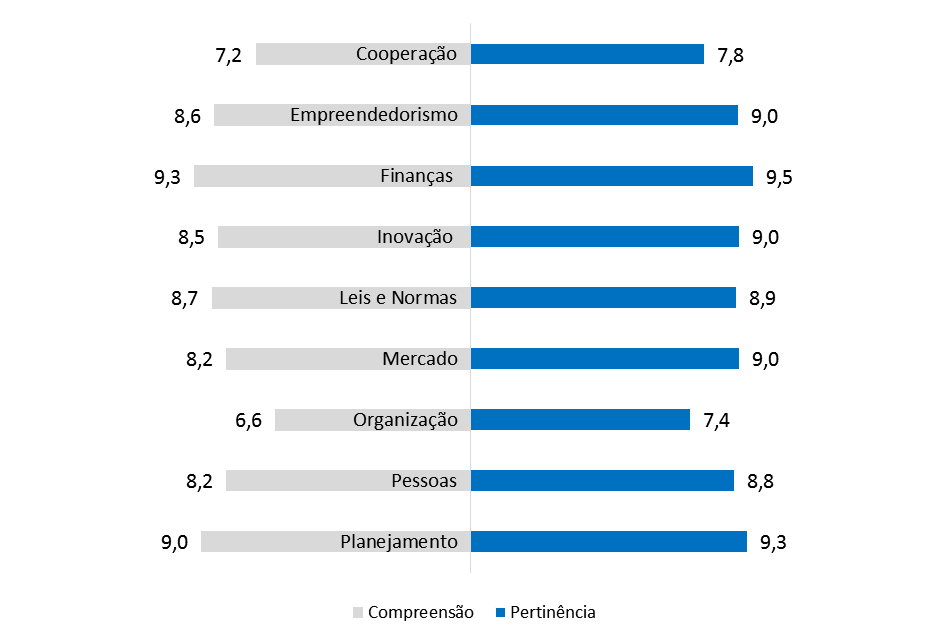 7,2 Cooperação 7,8
8,6 Empreendedorismo 9,0
9,3 Finanças 9,5
8,5 Inovação 9,0
8,7 Leis e Normas 8,9
8,2 Mercado 9,0
6,6 Organização 7,4
8,2 Pessoas 8,8
9,0 Planejamento 9,3
Compreensão Pertinência